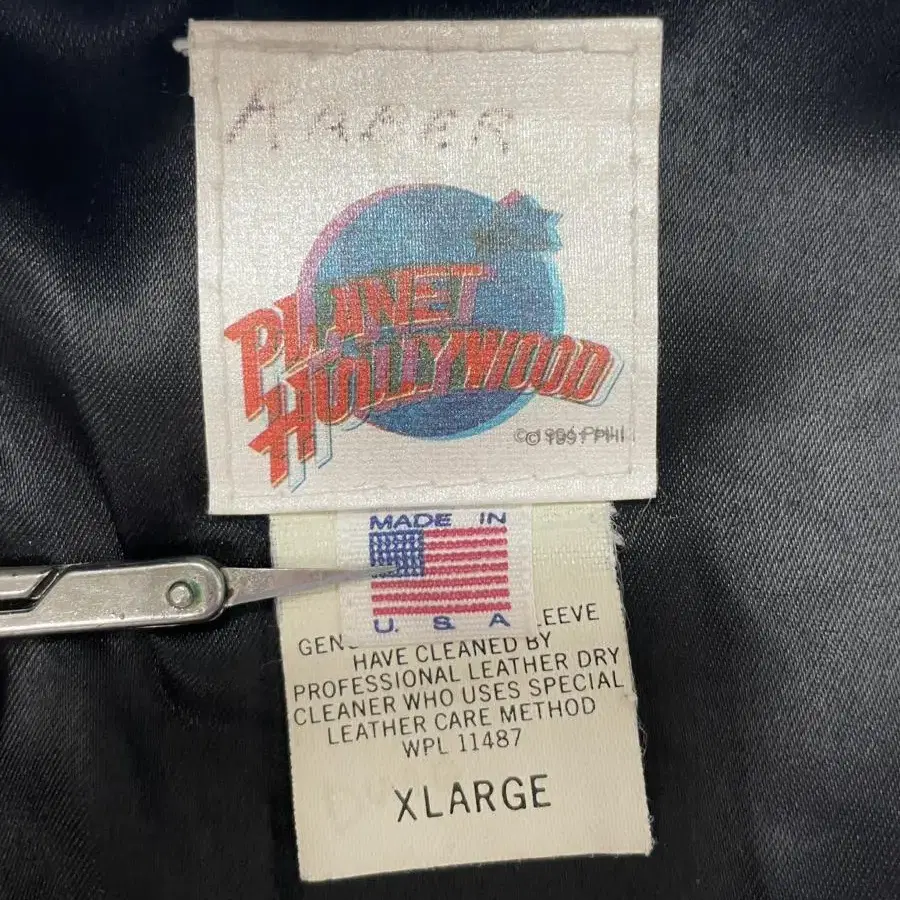 PLANET
HOLLYWOOD
MADE IN
U. S. A
HAVE CLEANED BY
PROFESSIONAL LEATHER DRY
CLEANER WHO USES SPECIAL
LEATHER CARE METHOD
WPL 11487
XLARGE